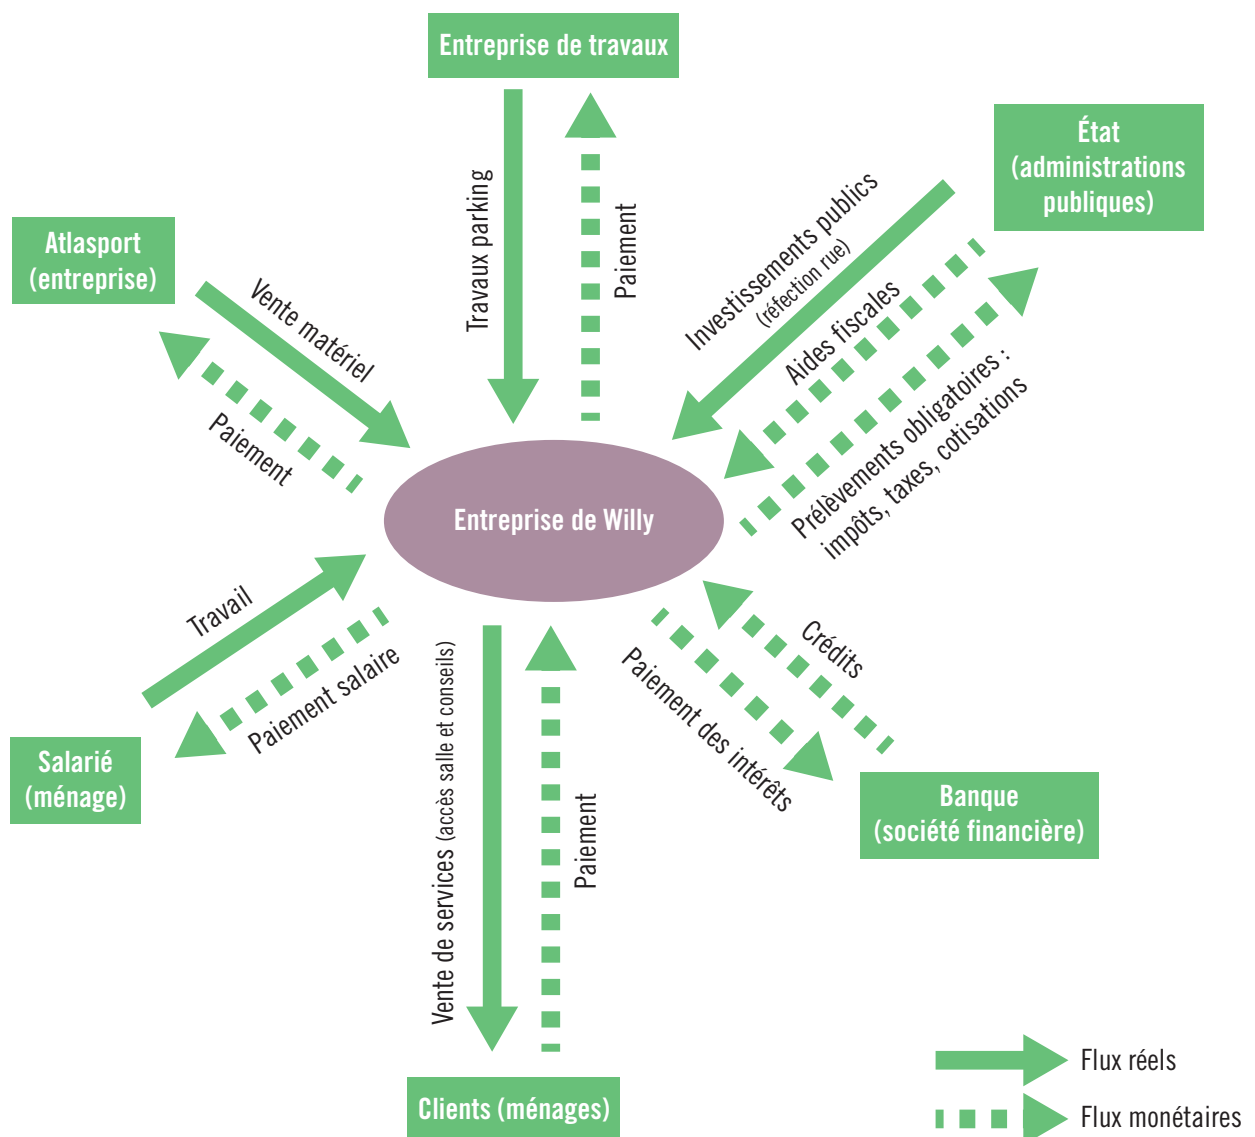 Entreprise de travaux
État
(administrations
publiques)
Travaux parking
Paiement
Investissements publics
(réfection rue)
Aides fiscales
Prélèvements obligatoires :
impôts, taxes, cotisations
Atlasport
(entreprise)
Vente matériel
Paiement
Entreprise de Willy
Travail
Paiement salaire
Salarié
(ménage)
Vente de services (accès salle et conseils)
Paiement
Crédits
Paiement des intérêts
Banque
(société financière)
Clients (ménages)
Flux réels
Flux monétaires